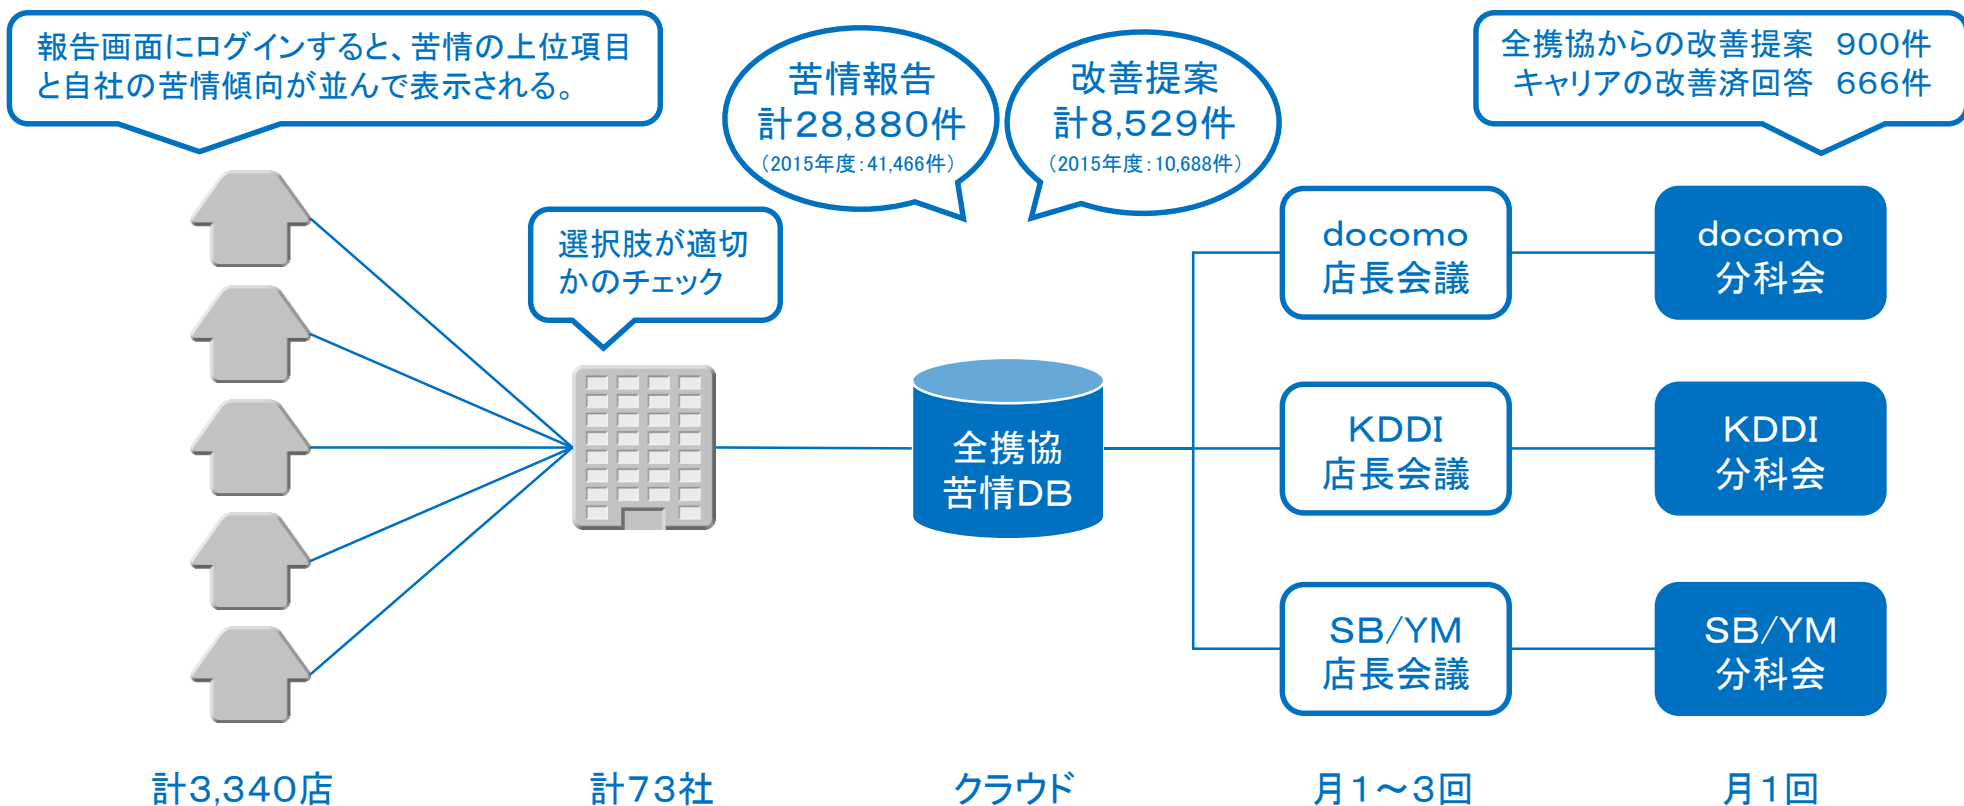 報告画面にログインすると、苦情の上位項目
と自社の苦情傾向が並んで表示される。
苦情報告
計28,880件
(2015年度:41,466件)
改善提案
計8,529件
(2015年度:10,688件)
全携協からの改善提案 900件
キャリアの改善済回答 666件
選択肢が適切
かのチェック
全携協
苦情DB
docomo
店長会議
docomo
分科会
KDDI
店長会議
KDDI
分科会
SB/YM
店長会議
SB/YM
分科会
計3,340店
計73社
クラウド
月1~3回
月1回